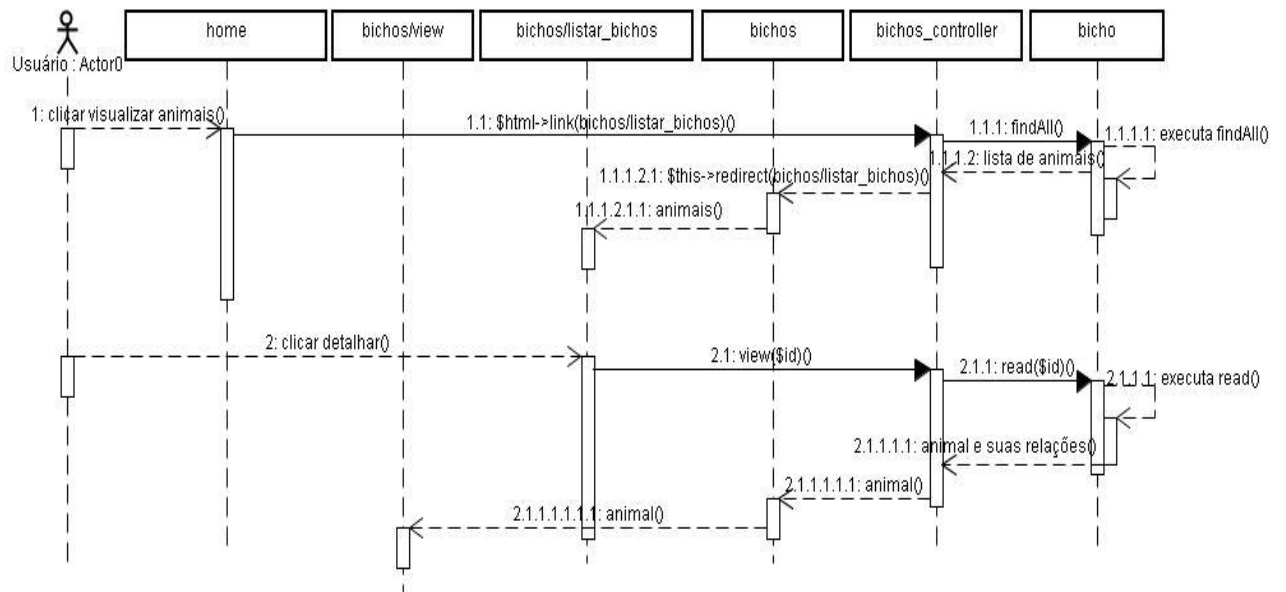 home
bichos/view
bichos/listar_bichos
bichos
bichos_controller
bicho
Usuário : Actor0
1: clicar visualizar animais()
1.1: $html->link(bichos/listar_bichos)()
1.1.1: findAll()
1.1.1.1: executa findAll()
1.1.1.2: lista de animais()
1.1.1.2.1: $this->redirect(bichos/listar_bichos)()
1.1.1.2.1.1: animais()
2: clicar detalhar()
2.1: view($id)()
2.1.1: read($id)()
2.1.1.1: executa read()
2.1.1.1.1: animal e suas relações()
2.1.1.1.1.1: animal()
2.1.1.1.1.1.1: animal()